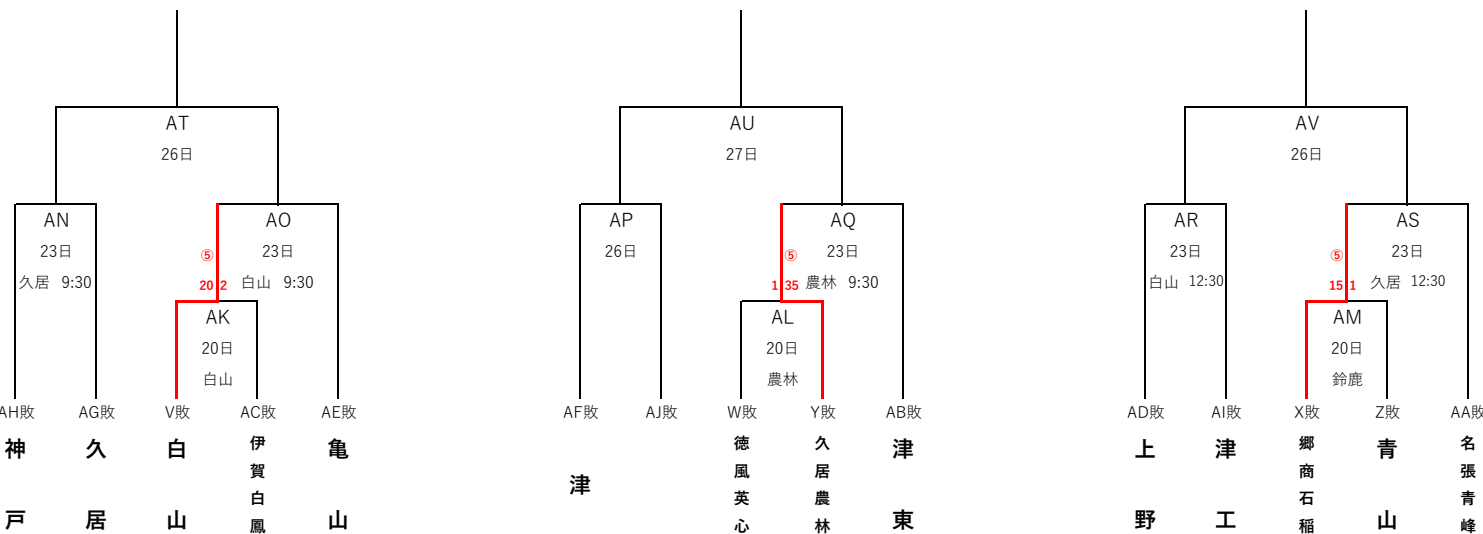 AT
26日
AN
23日
久居 9:30
AO
23日
白山 9:30
⑤
20 2
AK
20日
白山
AH敗
AG敗
V敗
AC敗
AE敗
神戸
久居
白山
伊賀白鳳
亀山
AU
27日
AP
26日
AQ
23日
農林 9:30
⑤
1 35
AL
20日
農林
AF敗
AJ敗
W敗
Y敗
AB敗
津
徳風英心
久居農林
津東
AV
26日
AR
23日
白山 12:30
AS
23日
久居 12:30
⑤
15 1
AM
20日
鈴鹿
AD敗
AI敗
X敗
Z敗
AA敗
上野
津工
郷商石稲
青山
名張青峰